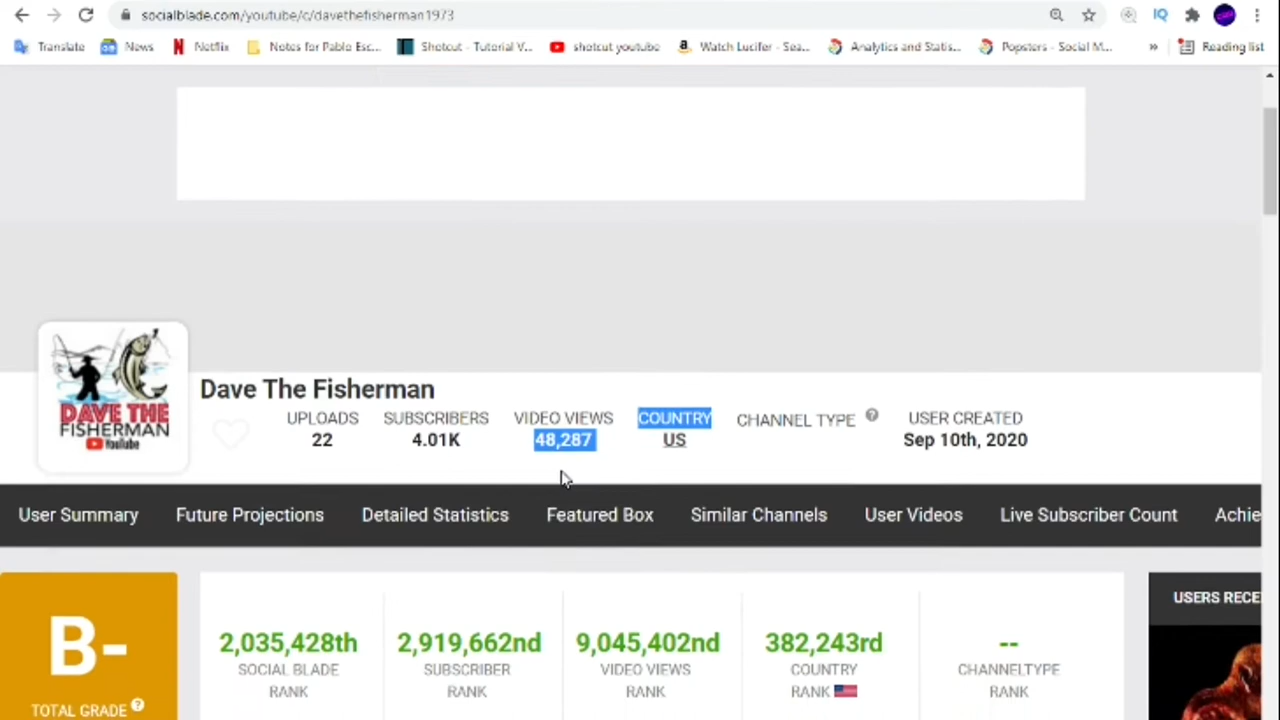 socialblade.com/youtube/c/davethefisherman1973
Translate News Netflix Notes for Pablo Esc... Shotcut - Tutorial V... shotcut youtube Watch Lucifer - Sea... Analytics and Statis... Popsters - Social M... » Reading list
Dave The Fisherman
UPLOADS SUBSCRIBERS VIDEO VIEWS COUNTRY CHANNEL TYPE USER CREATED
22 4.01K 48,287 US Sep 10th, 2020
DAVE THE
FISHERMAN
YouTube
User Summary Future Projections Detailed Statistics Featured Box Similar Channels User Videos Live Subscriber Count Achie
B-
TOTAL GRADE
2,035,428th 2,919,662nd 9,045,402nd 382,243rd --
SOCIAL BLADE SUBSCRIBER VIDEO VIEWS COUNTRY CHANNELTYPE
RANK RANK RANK RANK RANK
USERS RECE